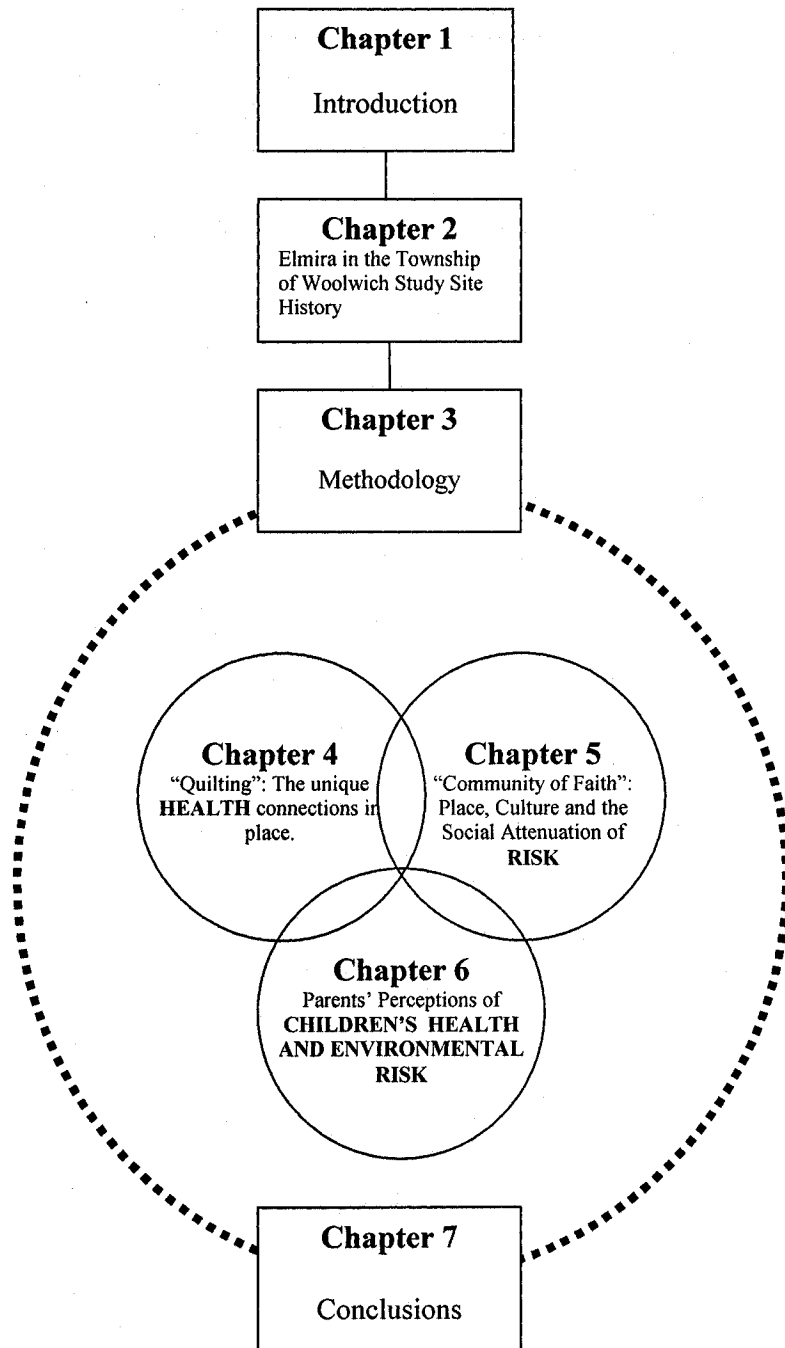 Chapter 1
Introduction
Chapter 2
Elmira in the Township
of Woolwich Study Site
History
Chapter 3
Methodology
Chapter 4
“Quilting”: The unique
HEALTH connections in
place.
Chapter 5
“Community of Faith”:
Place, Culture and the
Social Attenuation of
RISK
Chapter 6
Parents’ Perceptions of
CHILDREN’S HEALTH
AND ENVIRONMENTAL
RISK
Chapter 7
Conclusions